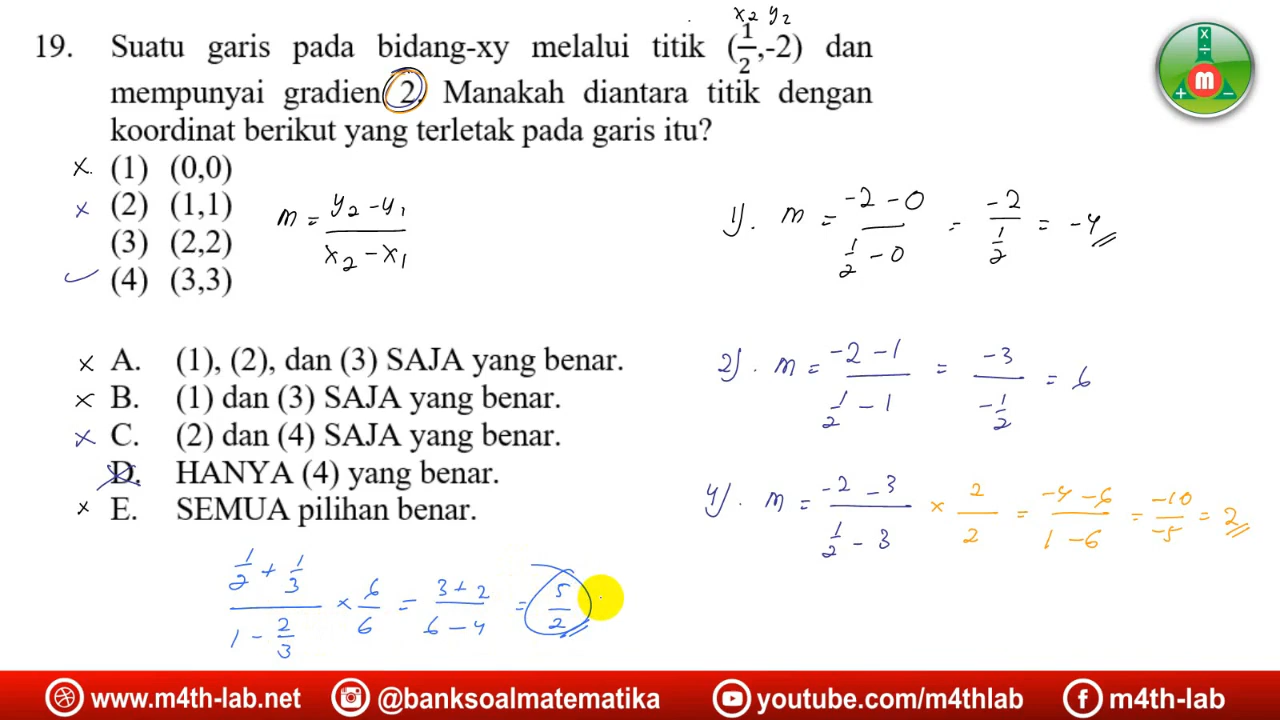 x₂ y₂
19. Suatu garis pada bidang-xy melalui titik (1/2,-2) dan
mempunyai gradien 2. Manakah diantara titik dengan
koordinat berikut yang terletak pada garis itu?
x. (1) (0,0)
x (2) (1,1)
(3) (2,2)
✓ (4) (3,3)
m = (y₂ - y₁)/(x₂ - x₁)
1). m = (-2 - 0)/(1/2 - 0) = -2/(1/2) = -4
2). m = (-2 - 1)/(1/2 - 1) = -3/(-1/2) = 6
4). m = (-2 - 3)/(1/2 - 3) × 2/2 = (-4 - 6)/(1 - 6) = -10/-5 = 2
x A. (1), (2), dan (3) SAJA yang benar.
x B. (1) dan (3) SAJA yang benar.
x C. (2) dan (4) SAJA yang benar.
D. HANYA (4) yang benar.
x E. SEMUA pilihan benar.
(1/2 + 1/3)/(1 - 2/3) × 6/6 = (3 + 2)/(6 - 4) = 5/2
x
÷
m
+ −
www.m4th-lab.net @banksoalmatematika youtube.com/m4thlab m4th-lab